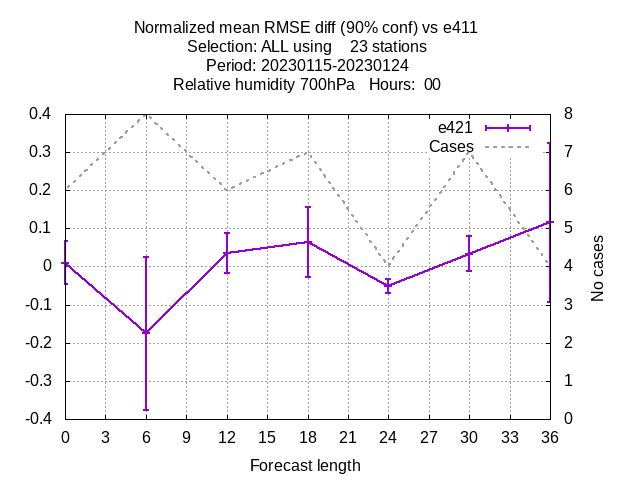 Normalized mean RMSE diff (90% conf) vs e411
Selection: ALL using 23 stations
Period: 20230115-20230124
Relative humidity 700hPa Hours: 00
e421
Cases
0.4
0.3
0.2
0.1
0
-0.1
-0.2
-0.3
-0.4
8
7
6
5
4
3
2
1
0
No cases
0 3 6 9 12 15 18 21 24 27 30 33 36
Forecast length